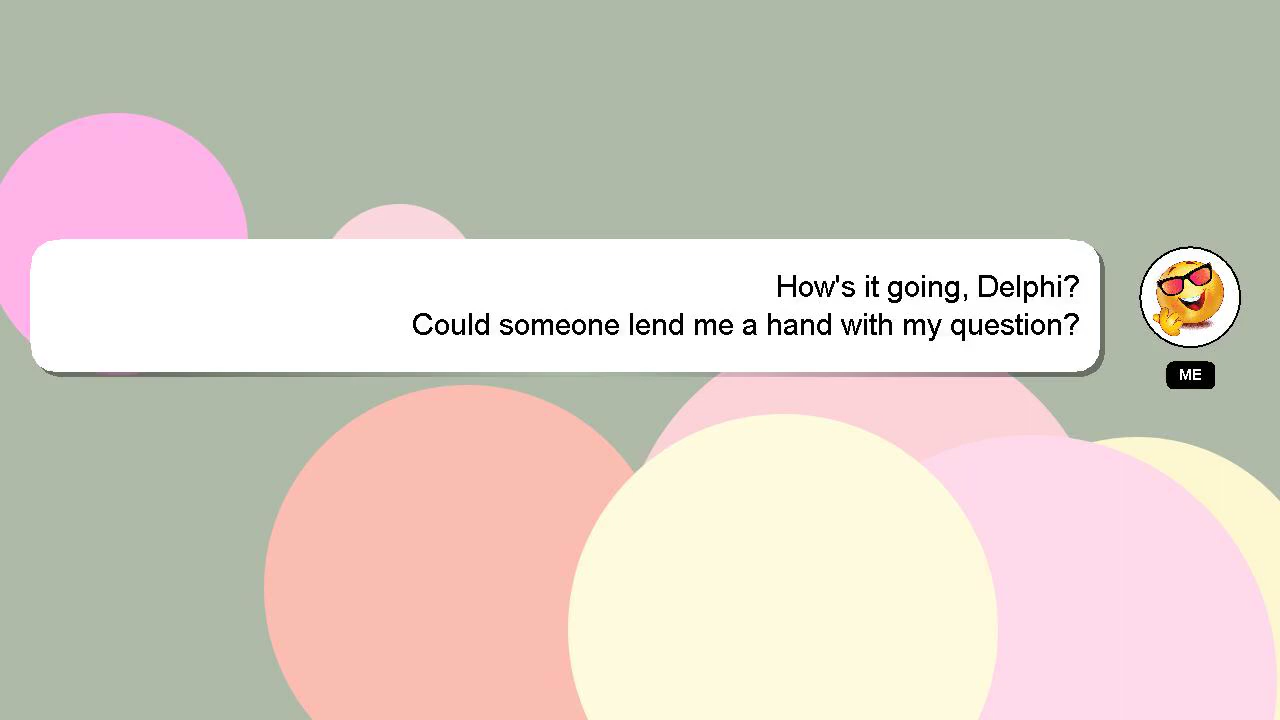 How's it going, Delphi?
Could someone lend me a hand with my question?
ME